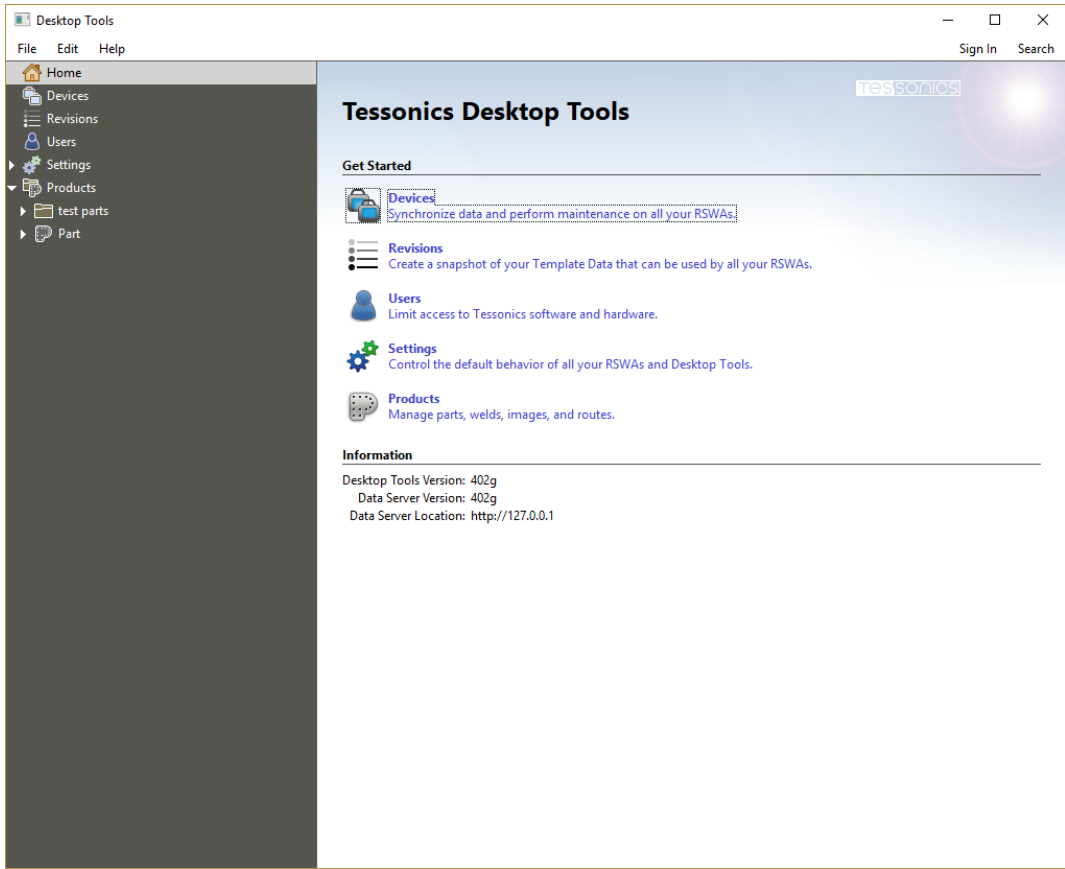 Desktop Tools
File Edit Help Sign In Search
Home
Devices
Revisions
Users
Settings
Products
test parts
Part
Tessonics
Tessonics Desktop Tools
Get Started
Devices
Synchronize data and perform maintenance on all your RSWAs.
Revisions
Create a snapshot of your Template Data that can be used by all your RSWAs.
Users
Limit access to Tessonics software and hardware.
Settings
Control the default behavior of all your RSWAs and Desktop Tools.
Products
Manage parts, welds, images, and routes.
Information
Desktop Tools Version: 402g
Data Server Version: 402g
Data Server Location: http://127.0.0.1